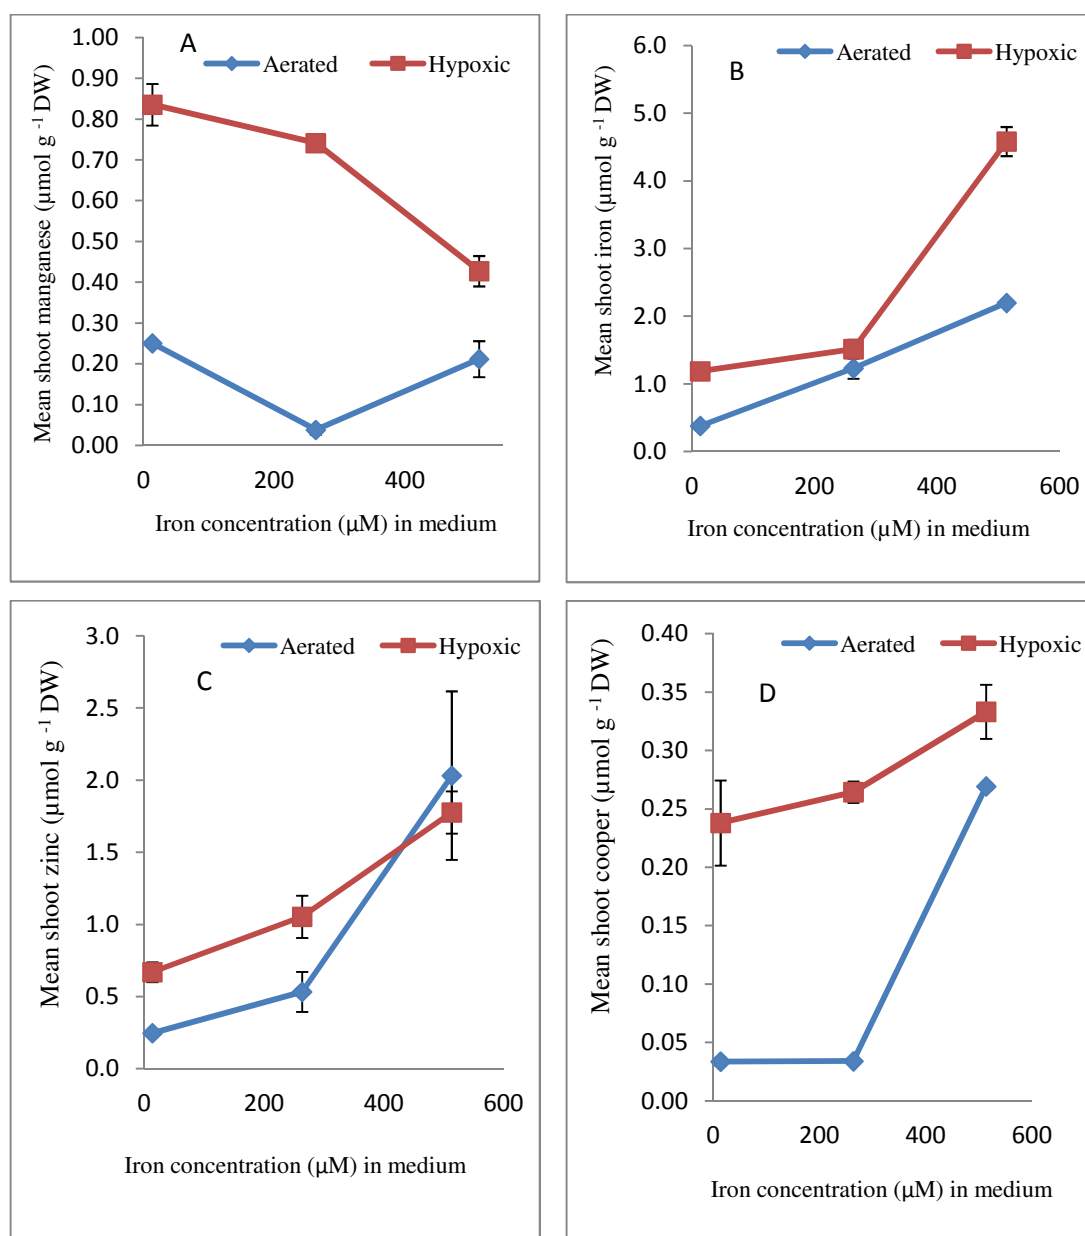 A
Aerated
Hypoxic
1.00
0.90
0.80
0.70
0.60
0.50
0.40
0.30
0.20
0.10
0.00
Mean shoot manganese (µmol g -1 DW)
0
200
400
Iron concentration (µM) in medium
B
Aerated
Hypoxic
6.0
5.0
4.0
3.0
2.0
1.0
0.0
Mean shoot iron (µmol g -1 DW)
0
200
400
600
Iron concentration (µM) in medium
C
Aerated
Hypoxic
3.0
2.5
2.0
1.5
1.0
0.5
0.0
Mean shoot zinc (µmol g -1 DW)
0
200
400
600
Iron concentration (µM) in medium
D
Aerated
Hypoxic
0.40
0.35
0.30
0.25
0.20
0.15
0.10
0.05
0.00
Mean shoot cooper (µmol g -1 DW)
0
200
400
600
Iron concentration (µM) in medium